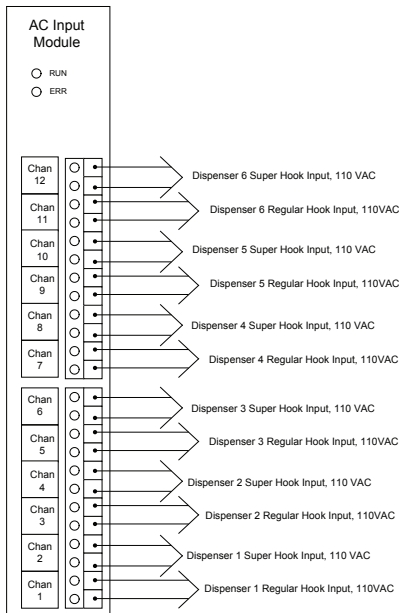 AC Input
Module
RUN
ERR
Chan
12
Dispenser 6 Super Hook Input, 110 VAC
Chan
11
Dispenser 6 Regular Hook Input, 110VAC
Chan
10
Dispenser 5 Super Hook Input, 110 VAC
Chan
9
Dispenser 5 Regular Hook Input, 110VAC
Chan
8
Dispenser 4 Super Hook Input, 110 VAC
Chan
7
Dispenser 4 Regular Hook Input, 110VAC
Chan
6
Dispenser 3 Super Hook Input, 110 VAC
Chan
5
Dispenser 3 Regular Hook Input, 110VAC
Chan
4
Dispenser 2 Super Hook Input, 110 VAC
Chan
3
Dispenser 2 Regular Hook Input, 110VAC
Chan
2
Dispenser 1 Super Hook Input, 110 VAC
Chan
1
Dispenser 1 Regular Hook Input, 110VAC